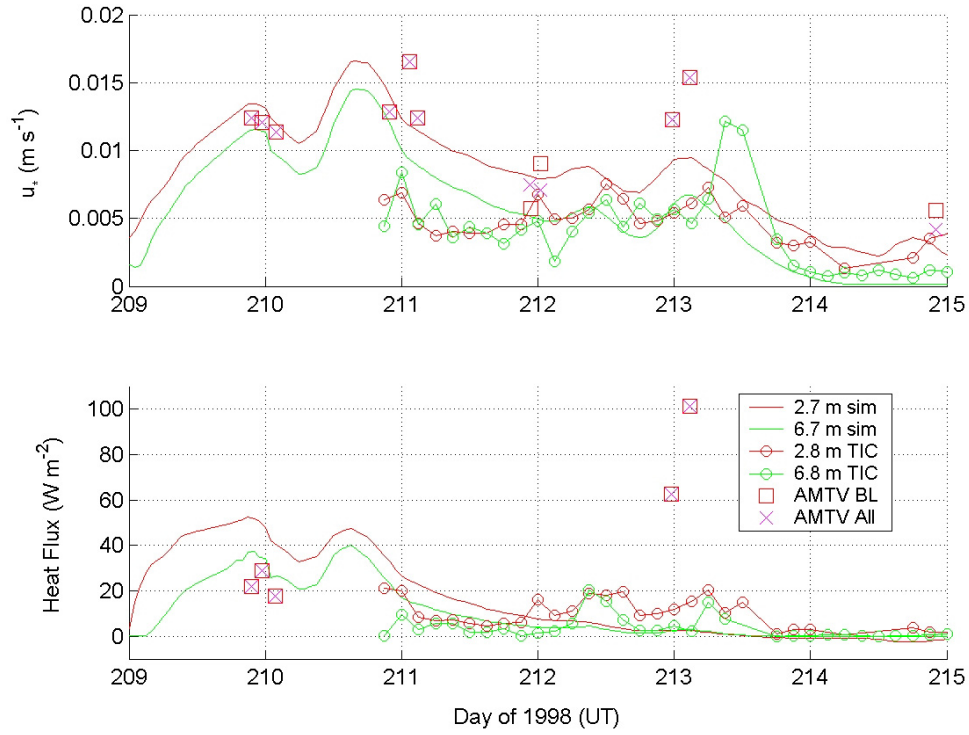 0.02
0.015
0.01
0.005
0
u* (m s-1)
209 210 211 212 213 214 215
100
80
60
40
20
0
Heat Flux (W m-2)
2.7 m sim
6.7 m sim
2.8 m TIC
6.8 m TIC
AMTV BL
AMTV All
209 210 211 212 213 214 215
Day of 1998 (UT)